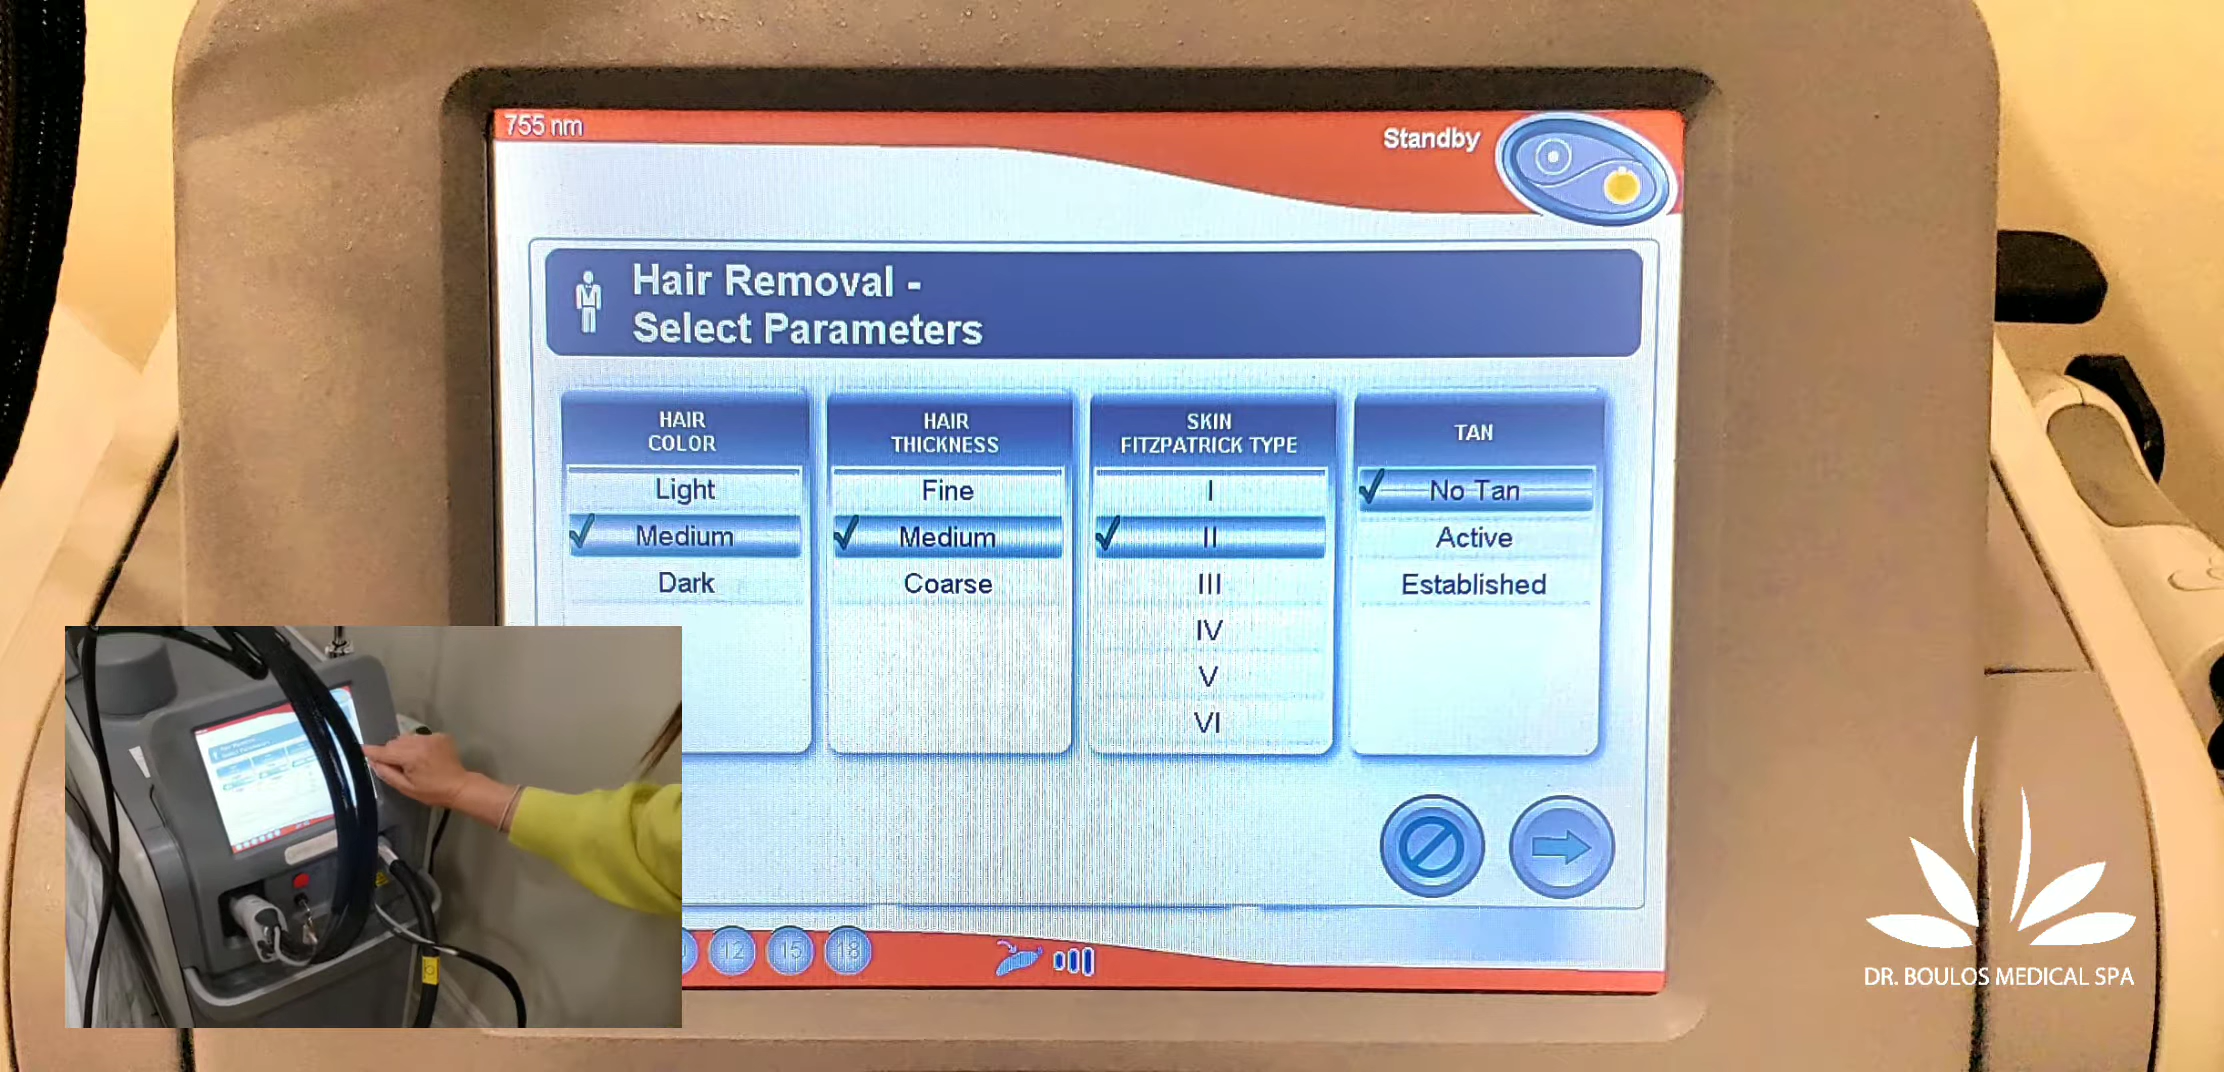 755 nm
Standby
Hair Removal -
Select Parameters
HAIR
COLOR
Light
Medium
Dark
HAIR
THICKNESS
Fine
Medium
Coarse
SKIN
FITZPATRICK TYPE
I
II
III
IV
V
VI
TAN
No Tan
Active
Established
12
15
18
DR. BOULOS MEDICAL SPA